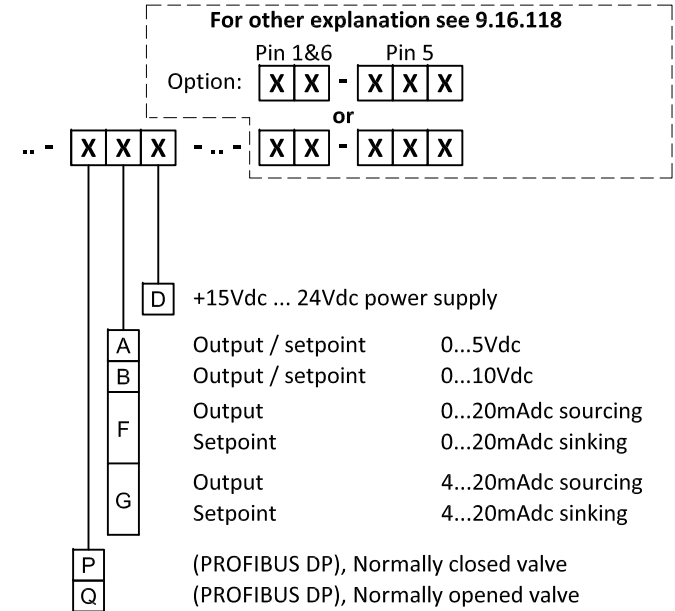 For other explanation see 9.16.118
Pin 1&6 Pin 5
Option: X X - X X X
or
.. - X X X - .. - X X - X X X
D +15Vdc ... 24Vdc power supply
A Output / setpoint 0...5Vdc
B Output / setpoint 0...10Vdc
F Output 0...20mAdc sourcing
Setpoint 0...20mAdc sinking
G Output 4...20mAdc sourcing
Setpoint 4...20mAdc sinking
P (PROFIBUS DP), Normally closed valve
Q (PROFIBUS DP), Normally opened valve